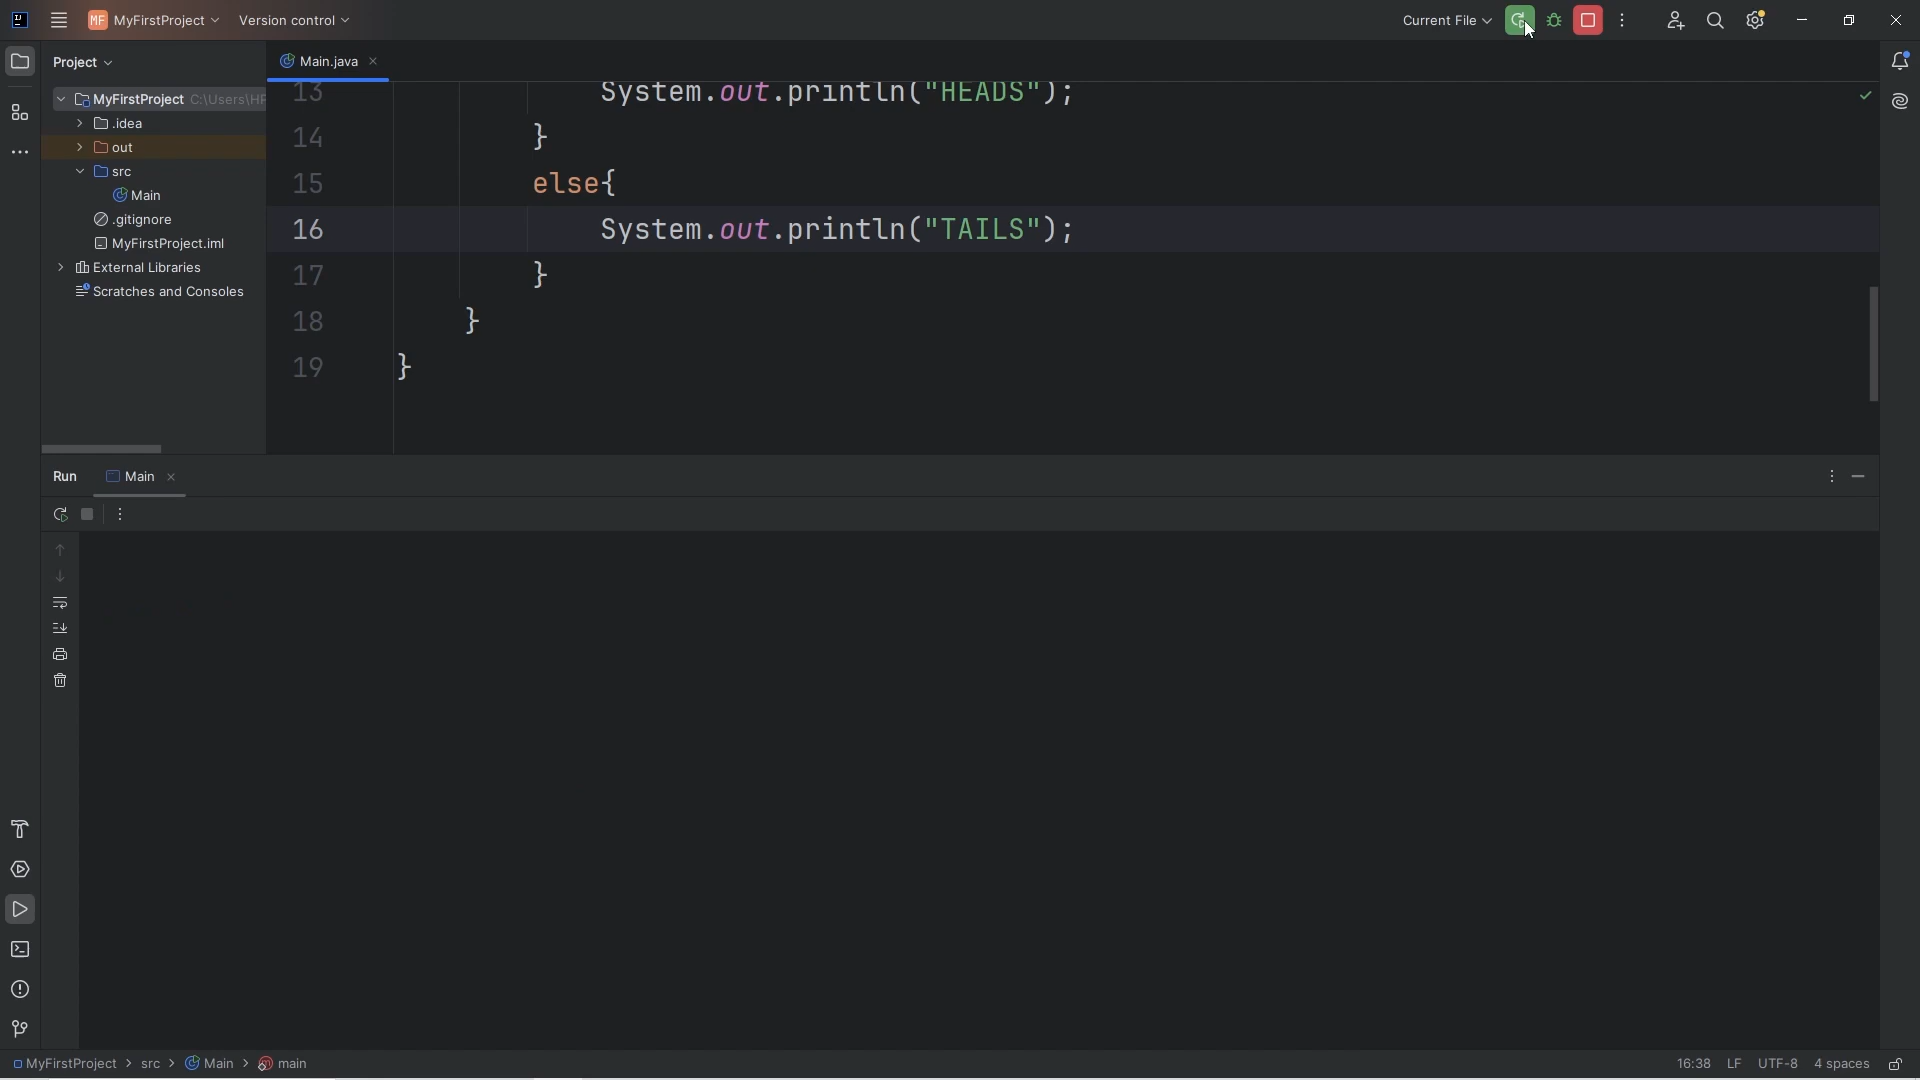 MF MyFirstProject Version control Current File
Project
Main.java
MyFirstProject C:\Users\HP
.idea
out
src
Main
.gitignore
MyFirstProject.iml
External Libraries
Scratches and Consoles
13 System.out.println("HEADS");
14 }
15 else{
16 System.out.println("TAILS");
17 }
18 }
19 }
Run Main
MyFirstProject > src > Main > main 16:38 LF UTF-8 4 spaces